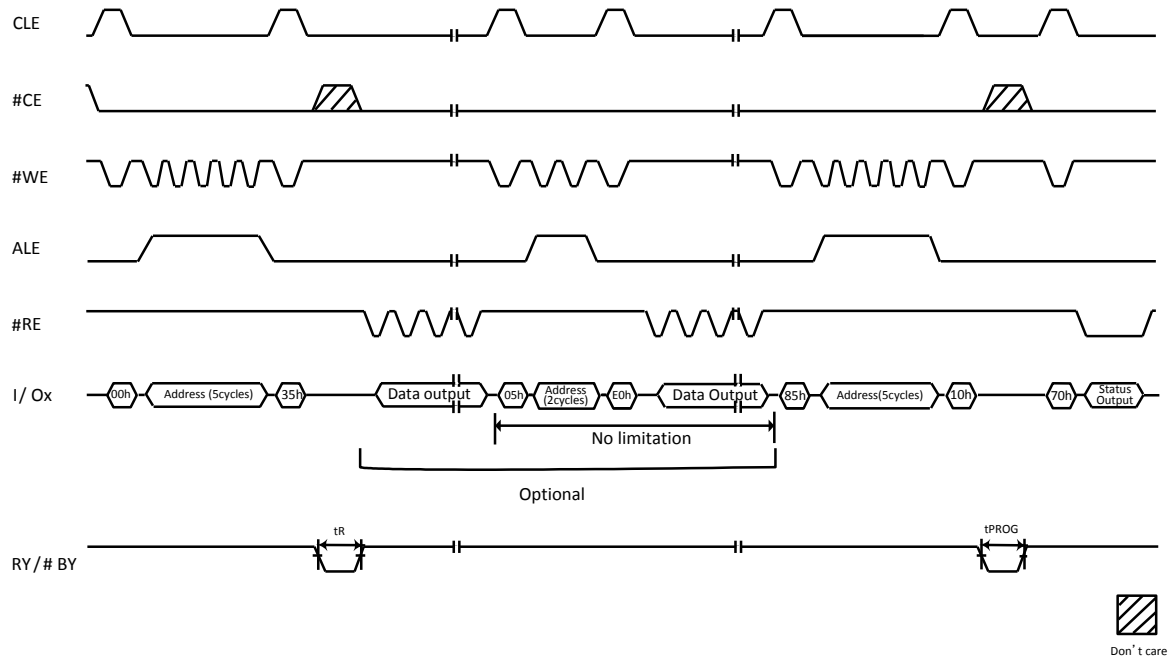 CLE
#CE
#WE
ALE
#RE
I/Ox
00h
Address (5cycles)
35h
Data output
05h
Address
(2cycles)
E0h
Data Output
85h
Address(5cycles)
10h
70h
Status
Output
No limitation
Optional
tR
tPROG
RY/# BY
Don't care